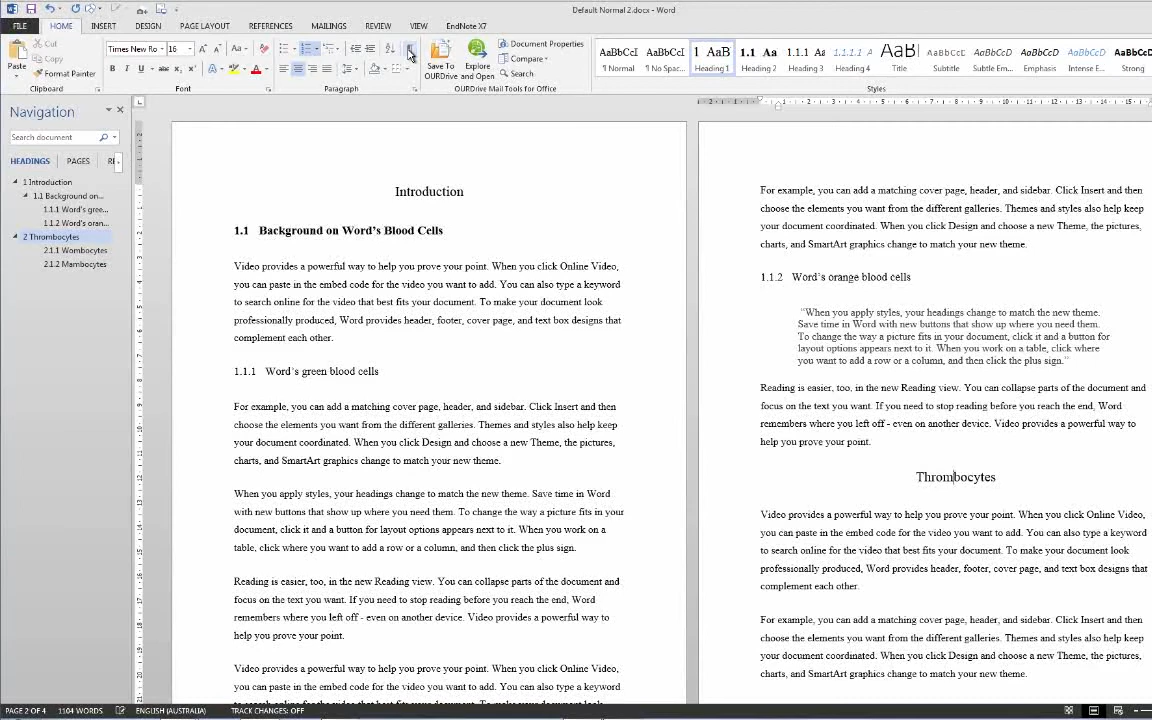 Default Normal 2.docx - Word
FILE HOME INSERT DESIGN PAGE LAYOUT REFERENCES MAILINGS REVIEW VIEW EndNote X7
Paste
Cut
Copy
Format Painter
Clipboard
Times New Ro 16
Font
Paragraph
Save To OURDrive
Explore and Open
Document Properties
Compare
Search
OURDrive Mail Tools for Office
AaBbCcI AaBbCcI 1 AaB 1.1 Aa 1.1.1 Aa 1.1.1.1 A AaBI AaBbCcI AaBbCcI AaBbCcI AaBbCcI AaBbCcI
¶ Normal ¶ No Spac... Heading 1 Heading 2 Heading 3 Heading 4 Title Subtitle Subtle Em... Emphasis Intense E... Strong
Styles
Navigation
Search document
HEADINGS PAGES RE
1 Introduction
1.1 Background on...
1.1.1 Word's gree...
1.1.2 Word's oran...
2 Thrombocytes
2.1.1 Wombocytes
2.1.2 Mambocytes
Introduction
1.1 Background on Word's Blood Cells
Video provides a powerful way to help you prove your point. When you click Online Video,
you can paste in the embed code for the video you want to add. You can also type a keyword
to search online for the video that best fits your document. To make your document look
professionally produced, Word provides header, footer, cover page, and text box designs that
complement each other.
1.1.1 Word's green blood cells
For example, you can add a matching cover page, header, and sidebar. Click Insert and then
choose the elements you want from the different galleries. Themes and styles also help keep
your document coordinated. When you click Design and choose a new Theme, the pictures,
charts, and SmartArt graphics change to match your new theme.
When you apply styles, your headings change to match the new theme. Save time in Word
with new buttons that show up where you need them. To change the way a picture fits in your
document, click it and a button for layout options appears next to it. When you work on a
table, click where you want to add a row or a column, and then click the plus sign.
Reading is easier, too, in the new Reading view. You can collapse parts of the document and
focus on the text you want. If you need to stop reading before you reach the end, Word
remembers where you left off - even on another device. Video provides a powerful way to
help you prove your point.
Video provides a powerful way to help you prove your point. When you click Online Video,
you can paste in the embed code for the video you want to add. You can also type a keyword
For example, you can add a matching cover page, header, and sidebar. Click Insert and then
choose the elements you want from the different galleries. Themes and styles also help keep
your document coordinated. When you click Design and choose a new Theme, the pictures,
charts, and SmartArt graphics change to match your new theme.
1.1.2 Word's orange blood cells
"When you apply styles, your headings change to match the new theme.
Save time in Word with new buttons that show up where you need them.
To change the way a picture fits in your document, click it and a button for
layout options appears next to it. When you work on a table, click where
you want to add a row or a column, and then click the plus sign."
Reading is easier, too, in the new Reading view. You can collapse parts of the document and
focus on the text you want. If you need to stop reading before you reach the end, Word
remembers where you left off - even on another device. Video provides a powerful way to
help you prove your point.
Thrombocytes
Video provides a powerful way to help you prove your point. When you click Online Video,
you can paste in the embed code for the video you want to add. You can also type a keyword
to search online for the video that best fits your document. To make your document look
professionally produced, Word provides header, footer, cover page, and text box designs that
complement each other.
For example, you can add a matching cover page, header, and sidebar. Click Insert and then
choose the elements you want from the different galleries. Themes and styles also help keep
your document coordinated. When you click Design and choose a new Theme, the pictures,
charts, and SmartArt graphics change to match your new theme.
PAGE 2 OF 4 1104 WORDS ENGLISH (AUSTRALIA) TRACK CHANGES: OFF